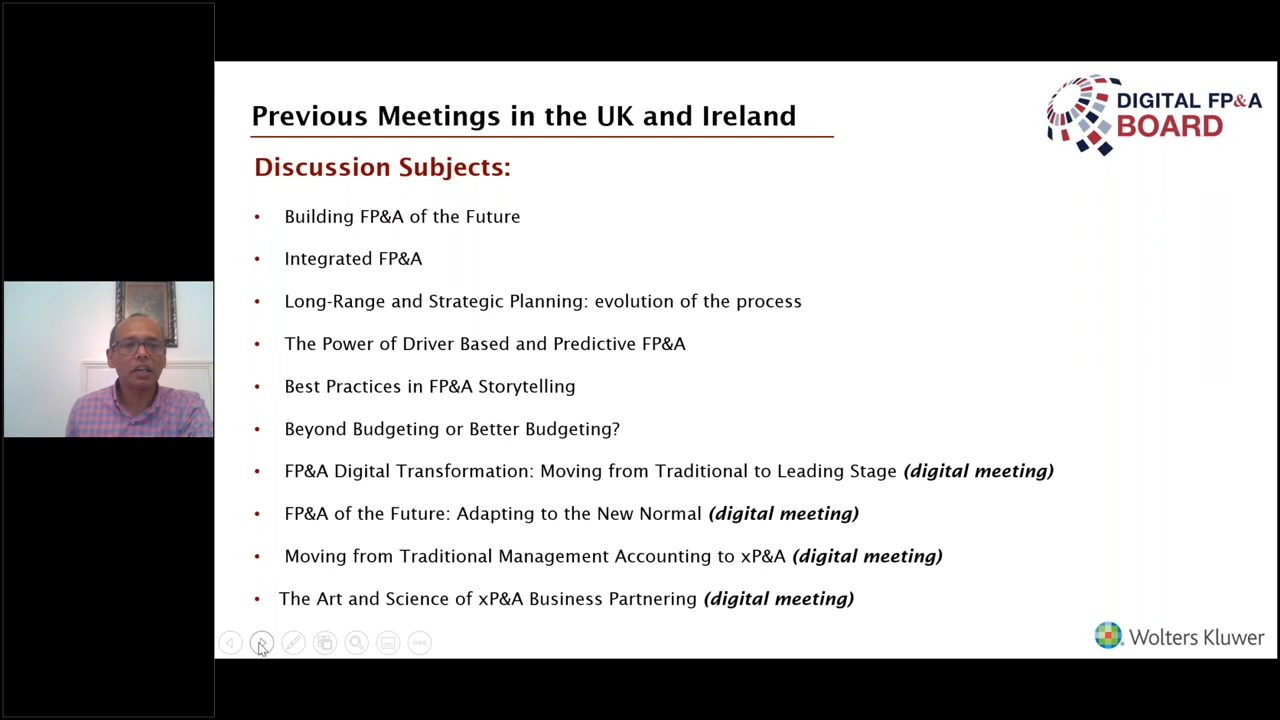 Previous Meetings in the UK and Ireland
DIGITAL FP&A
BOARD
Discussion Subjects:
• Building FP&A of the Future
• Integrated FP&A
• Long-Range and Strategic Planning: evolution of the process
• The Power of Driver Based and Predictive FP&A
• Best Practices in FP&A Storytelling
• Beyond Budgeting or Better Budgeting?
• FP&A Digital Transformation: Moving from Traditional to Leading Stage (digital meeting)
• FP&A of the Future: Adapting to the New Normal (digital meeting)
• Moving from Traditional Management Accounting to xP&A (digital meeting)
• The Art and Science of xP&A Business Partnering (digital meeting)
Wolters Kluwer